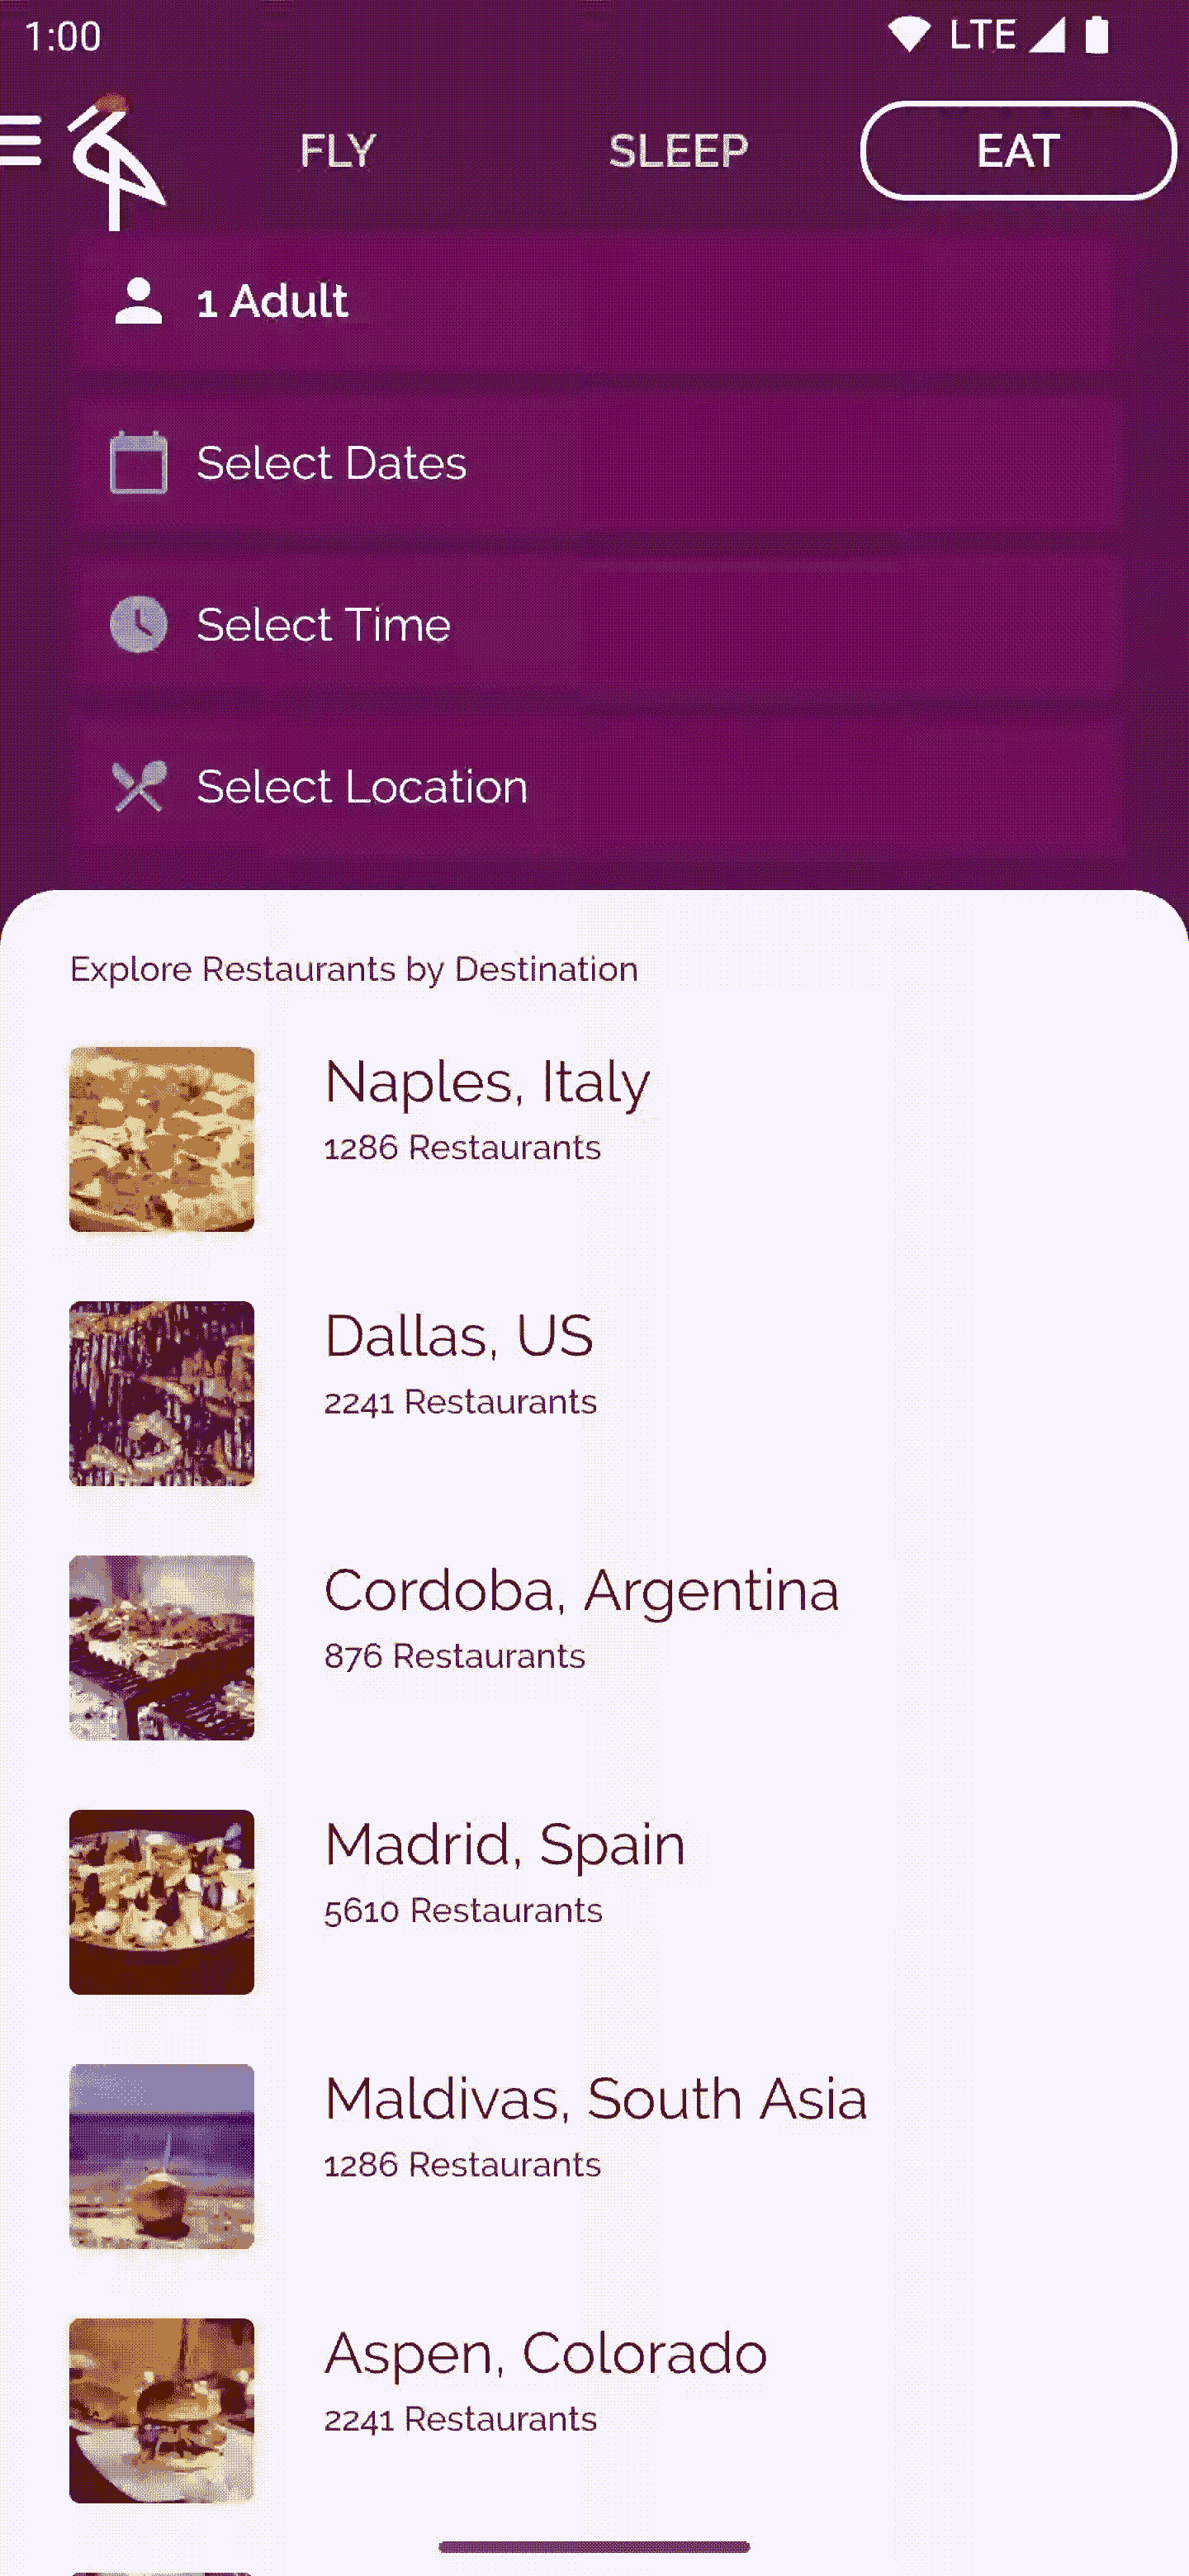 1:00
LTE
FLY
SLEEP
EAT
1 Adult
Select Dates
Select Time
Select Location
Explore Restaurants by Destination
Naples, Italy
1286 Restaurants
Dallas, US
2241 Restaurants
Cordoba, Argentina
876 Restaurants
Madrid, Spain
5610 Restaurants
Maldivas, South Asia
1286 Restaurants
Aspen, Colorado
2241 Restaurants